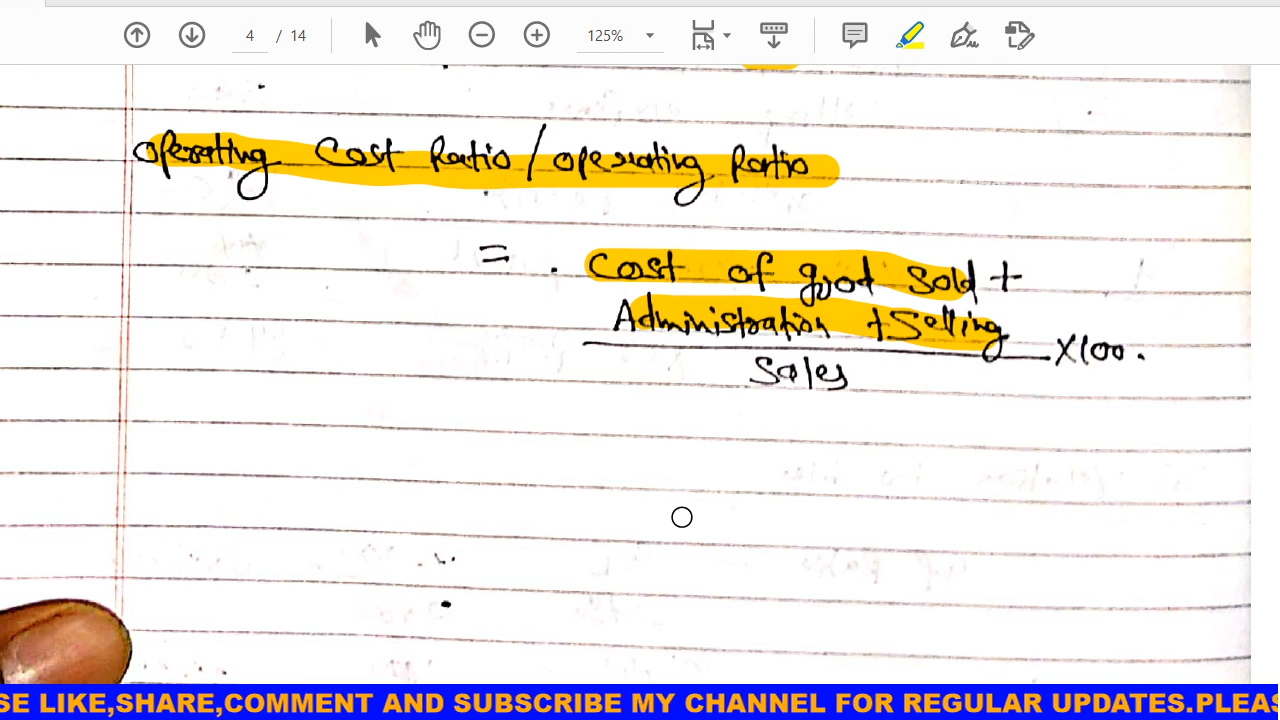 4 / 14
125%
Operating Cost Ratio / operating Ratio
= Cost of good sold +
Administration + Selling
Sales
X100.
SE LIKE,SHARE,COMMENT AND SUBSCRIBE MY CHANNEL FOR REGULAR UPDATES.PLEAS